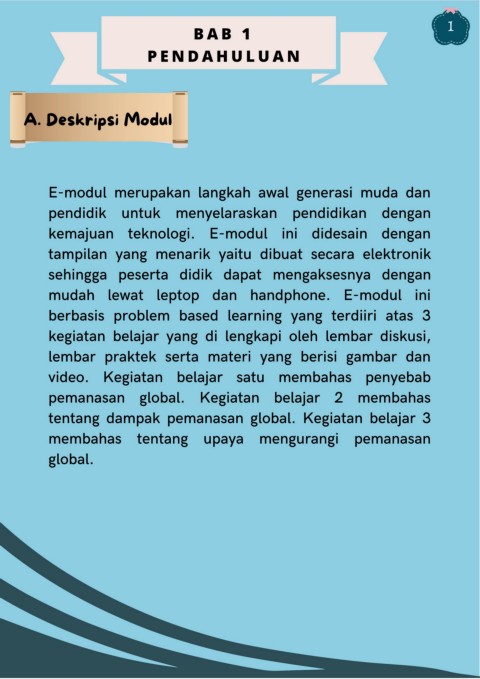 1
BAB 1
PENDAHULUAN
A. Deskripsi Modul
E-modul merupakan langkah awal generasi muda dan
pendidik untuk menyelaraskan pendidikan dengan
kemajuan teknologi. E-modul ini didesain dengan
tampilan yang menarik yaitu dibuat secara elektronik
sehingga peserta didik dapat mengaksesnya dengan
mudah lewat leptop dan handphone. E-modul ini
berbasis problem based learning yang terdiiri atas 3
kegiatan belajar yang di lengkapi oleh lembar diskusi,
lembar praktek serta materi yang berisi gambar dan
video. Kegiatan belajar satu membahas penyebab
pemanasan global. Kegiatan belajar 2 membahas
tentang dampak pemanasan global. Kegiatan belajar 3
membahas tentang upaya mengurangi pemanasan
global.